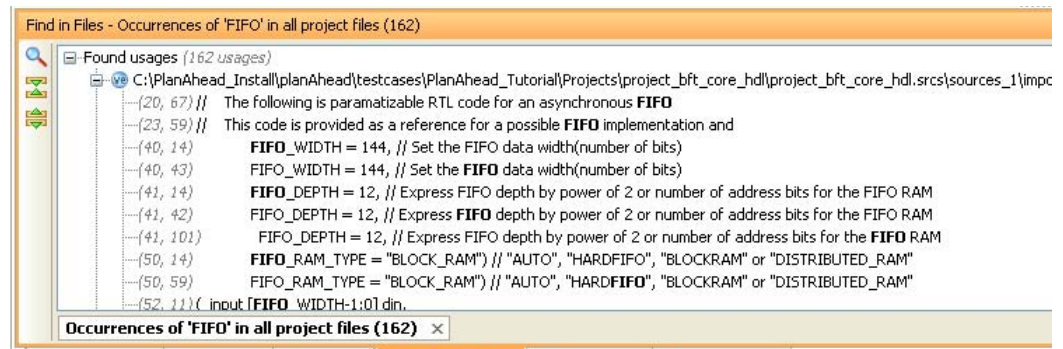 Find in Files - Occurrences of 'FIFO' in all project files (162)
Found usages (162 usages)
C:\PlanAhead_Install\planAhead\testcases\PlanAhead_Tutorial\Projects\project_bft_core_hdl\project_bft_core_hdl.srcs\sources_1\impo
(20, 67) // The following is paramatizable RTL code for an asynchronous FIFO
(23, 59) // This code is provided as a reference for a possible FIFO implementation and
(40, 14) FIFO_WIDTH = 144, // Set the FIFO data width(number of bits)
(40, 43) FIFO_WIDTH = 144, // Set the FIFO data width(number of bits)
(41, 14) FIFO_DEPTH = 12, // Express FIFO depth by power of 2 or number of address bits for the FIFO RAM
(41, 42) FIFO_DEPTH = 12, // Express FIFO depth by power of 2 or number of address bits for the FIFO RAM
(41, 101) FIFO_DEPTH = 12, // Express FIFO depth by power of 2 or number of address bits for the FIFO RAM
(50, 14) FIFO_RAM_TYPE = "BLOCK_RAM") // "AUTO", "HARDFIFO", "BLOCKRAM" or "DISTRIBUTED_RAM"
(50, 59) FIFO_RAM_TYPE = "BLOCK_RAM") // "AUTO", "HARDFIFO", "BLOCKRAM" or "DISTRIBUTED_RAM"
(52, 11) ( input [FIFO_WIDTH-1:0] din,
Occurrences of 'FIFO' in all project files (162)